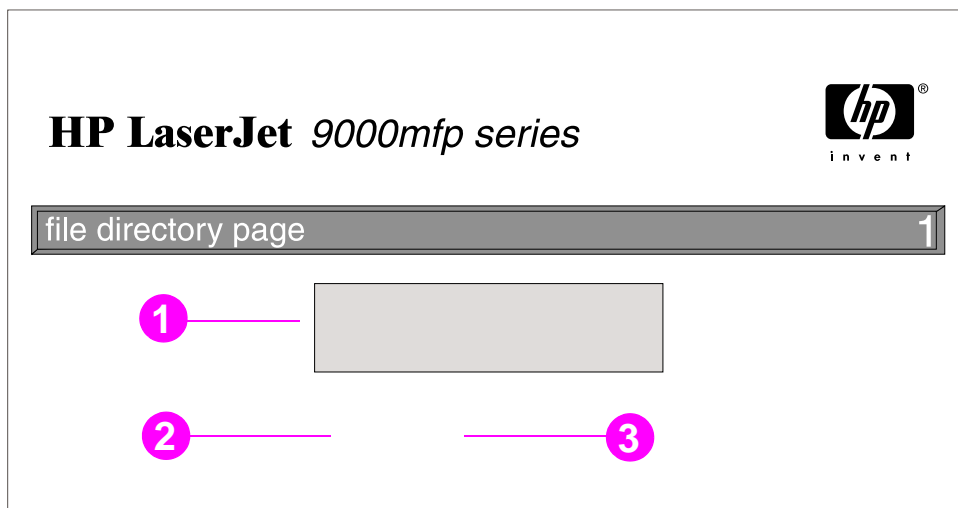 HP LaserJet 9000mfp series
hp ®
invent
file directory page 1
1
2 3